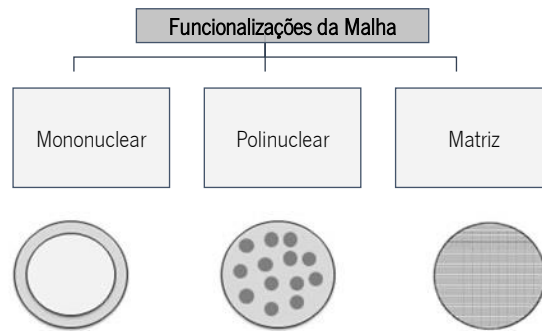 Funcionalizações da Malha
Mononuclear
Polinuclear
Matriz